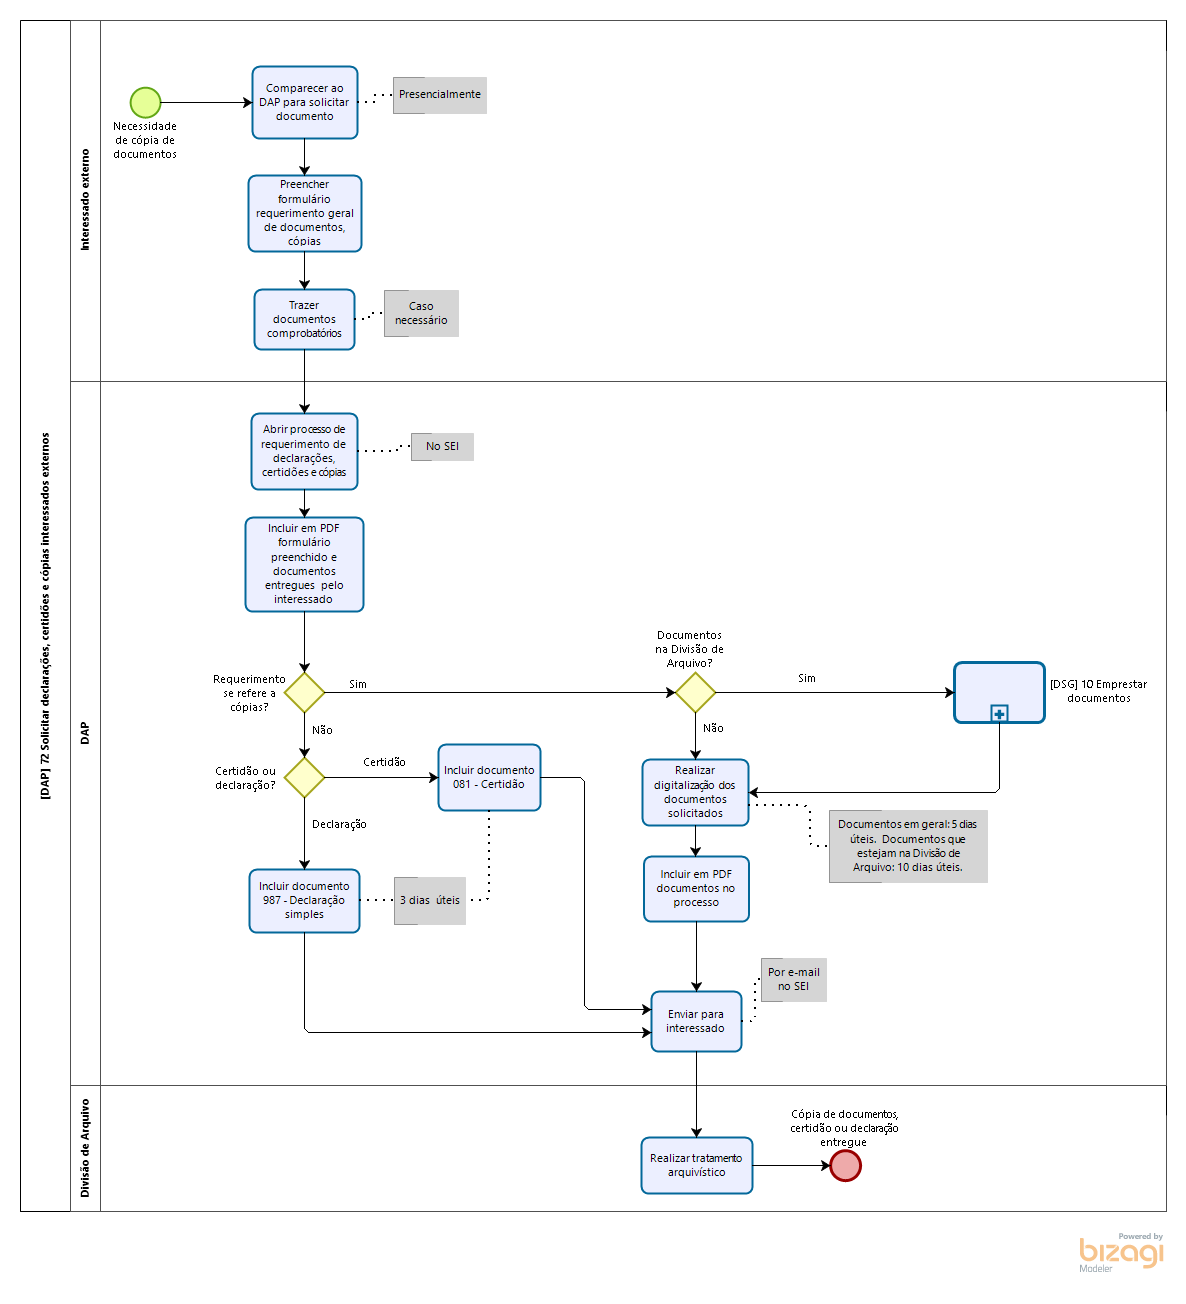 [DAP] 72 Solicitar declarações, certidões e cópias interessados externos
Interessado externo
Necessidade
de cópia de
documentos
Comparecer ao
DAP para solicitar
documento
Presencialmente
Preencher
formulário
requerimento geral
de documentos,
cópias
Trazer
documentos
comprobatórios
Caso
necessário
DAP
Abrir processo de
requerimento de
declarações,
certidões e cópias
No SEI
Incluir em PDF
formulário
preenchido e
documentos
entregues pelo
interessado
Requerimento
se refere a
cópias?
Sim
Não
Documentos
na Divisão de
Arquivo?
Sim
Não
[DSG] 10 Emprestar
documentos
Certidão ou
declaração?
Certidão
Declaração
Incluir documento
081 - Certidão
Incluir documento
987 - Declaração
simples
3 dias úteis
Realizar
digitalização dos
documentos
solicitados
Documentos em geral: 5 dias
úteis. Documentos que
estejam na Divisão de
Arquivo: 10 dias úteis.
Incluir em PDF
documentos no
processo
Por e-mail
no SEI
Enviar para
interessado
Divisão de Arquivo
Realizar tratamento
arquivístico
Cópia de documentos,
certidão ou declaração
entregue
Powered by
bizagi
Modeler